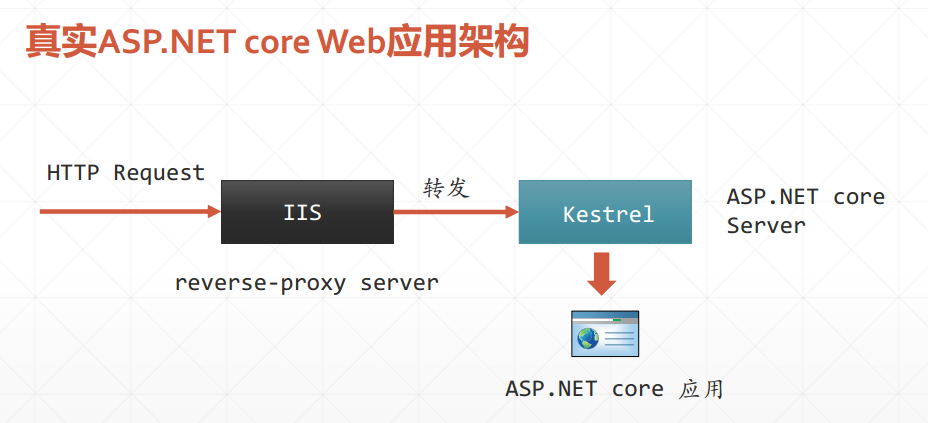 真实ASP.NET core Web应用架构
HTTP Request
IIS
转发
Kestrel
ASP.NET core
Server
reverse-proxy server
ASP.NET core 应用